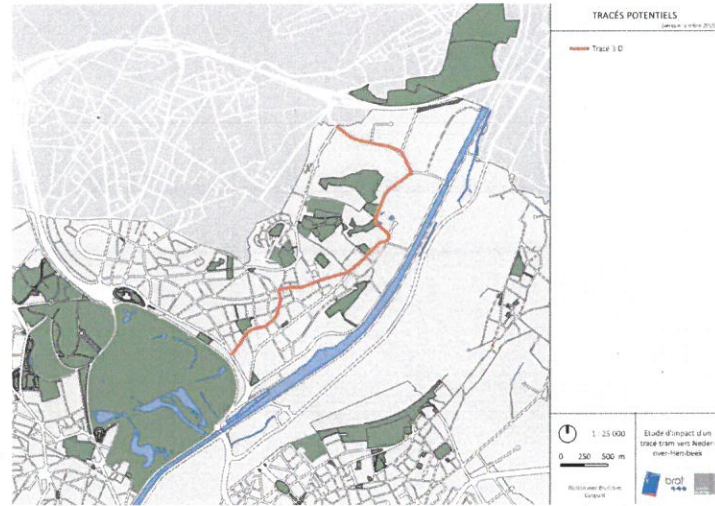 TRACÉS POTENTIELS
Tracé 3 D
1 : 25 000
0 250 500 m
Etude d'impact d'un
tracé tram vers Neder-
over-Hembeek
brat